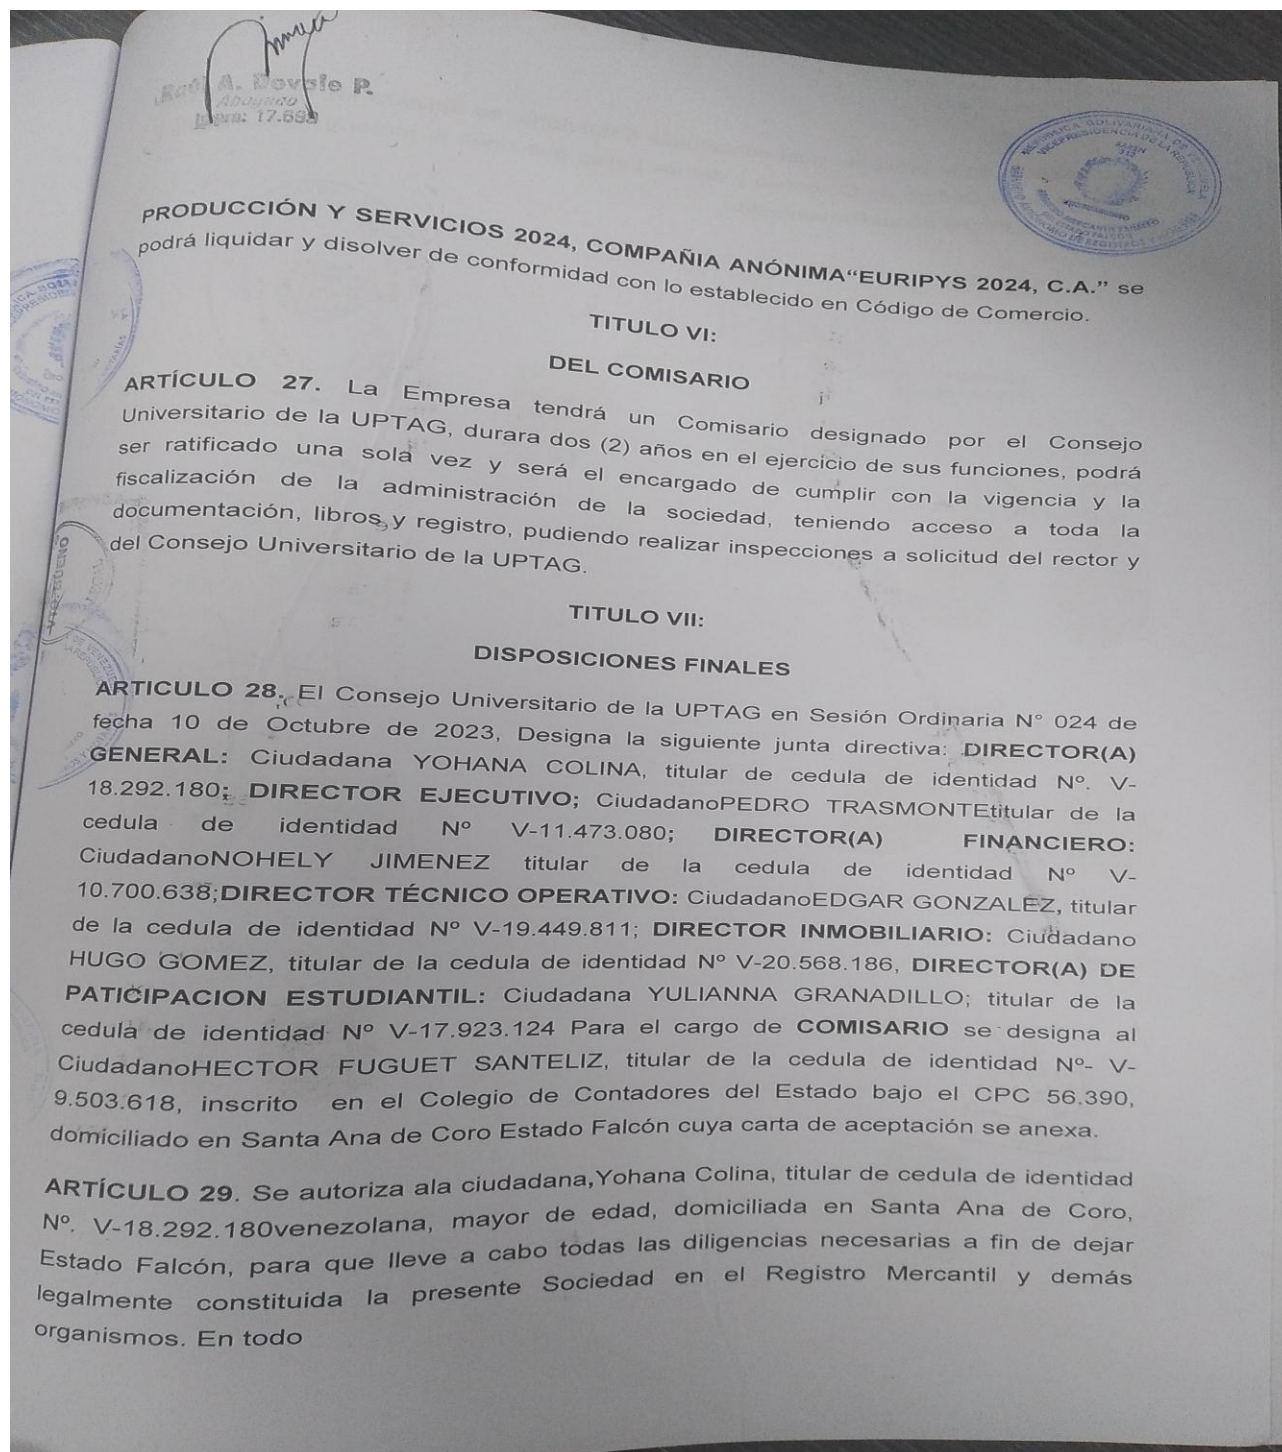 Raúl A. Dovale P.
Abogado
Inpre: 17.693
REPÚBLICA BOLIVARIANA DE VENEZUELA
VICEPRESIDENCIA DE LA REPÚBLICA
PRODUCCIÓN Y SERVICIOS 2024, COMPAÑIA ANÓNIMA“EURIPYS 2024, C.A.” se
podrá liquidar y disolver de conformidad con lo establecido en Código de Comercio.
TITULO VI:
DEL COMISARIO
ARTÍCULO 27. La Empresa tendrá un Comisario designado por el Consejo
Universitario de la UPTAG, durara dos (2) años en el ejercicio de sus funciones, podrá
ser ratificado una sola vez y será el encargado de cumplir con la vigencia y la
fiscalización de la administración de la sociedad, teniendo acceso a toda la
documentación, libros y registro, pudiendo realizar inspecciones a solicitud del rector y
del Consejo Universitario de la UPTAG.
TITULO VII:
DISPOSICIONES FINALES
ARTICULO 28. El Consejo Universitario de la UPTAG en Sesión Ordinaria N° 024 de
fecha 10 de Octubre de 2023, Designa la siguiente junta directiva: DIRECTOR(A)
GENERAL: Ciudadana YOHANA COLINA, titular de cedula de identidad Nº. V-
18.292.180; DIRECTOR EJECUTIVO; CiudadanoPEDRO TRASMONTEtitular de la
cedula de identidad Nº V-11.473.080; DIRECTOR(A) FINANCIERO:
CiudadanoNOHELY JIMENEZ titular de la cedula de identidad Nº V-
10.700.638;DIRECTOR TÉCNICO OPERATIVO: CiudadanoEDGAR GONZALEZ, titular
de la cedula de identidad Nº V-19.449.811; DIRECTOR INMOBILIARIO: Ciudadano
HUGO GOMEZ, titular de la cedula de identidad Nº V-20.568.186, DIRECTOR(A) DE
PATICIPACION ESTUDIANTIL: Ciudadana YULIANNA GRANADILLO; titular de la
cedula de identidad Nº V-17.923.124 Para el cargo de COMISARIO se designa al
CiudadanoHECTOR FUGUET SANTELIZ, titular de la cedula de identidad Nº- V-
9.503.618, inscrito en el Colegio de Contadores del Estado bajo el CPC 56.390,
domiciliado en Santa Ana de Coro Estado Falcón cuya carta de aceptación se anexa.
ARTÍCULO 29. Se autoriza ala ciudadana,Yohana Colina, titular de cedula de identidad
Nº. V-18.292.180venezolana, mayor de edad, domiciliada en Santa Ana de Coro,
Estado Falcón, para que lleve a cabo todas las diligencias necesarias a fin de dejar
legalmente constituida la presente Sociedad en el Registro Mercantil y demás
organismos. En todo